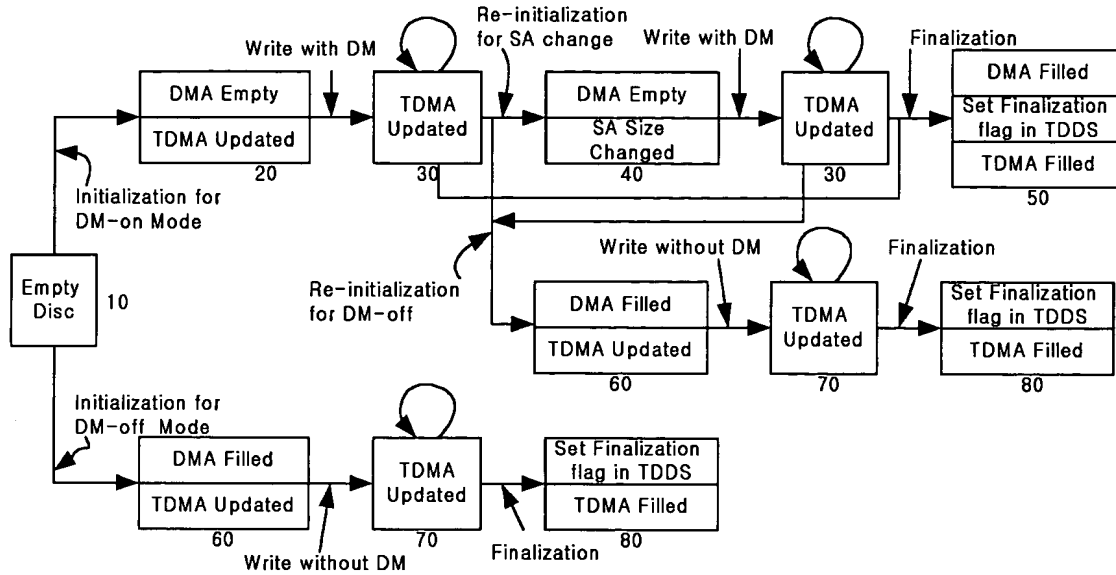 Re-initialization
for SA change
Write with DM
Write with DM
Finalization
DMA Empty
TDMA Updated
20
TDMA
Updated
30
DMA Empty
SA Size
Changed
40
TDMA
Updated
30
DMA Filled
Set Finalization
flag in TDDS
TDMA Filled
50
Initialization for
DM-on Mode
Empty
Disc
10
Re-initialization
for DM-off
Write without DM
Finalization
DMA Filled
TDMA Updated
60
TDMA
Updated
70
Set Finalization
flag in TDDS
TDMA Filled
80
Initialization for
DM-off Mode
DMA Filled
TDMA Updated
60
Write without DM
TDMA
Updated
70
Finalization
Set Finalization
flag in TDDS
TDMA Filled
80